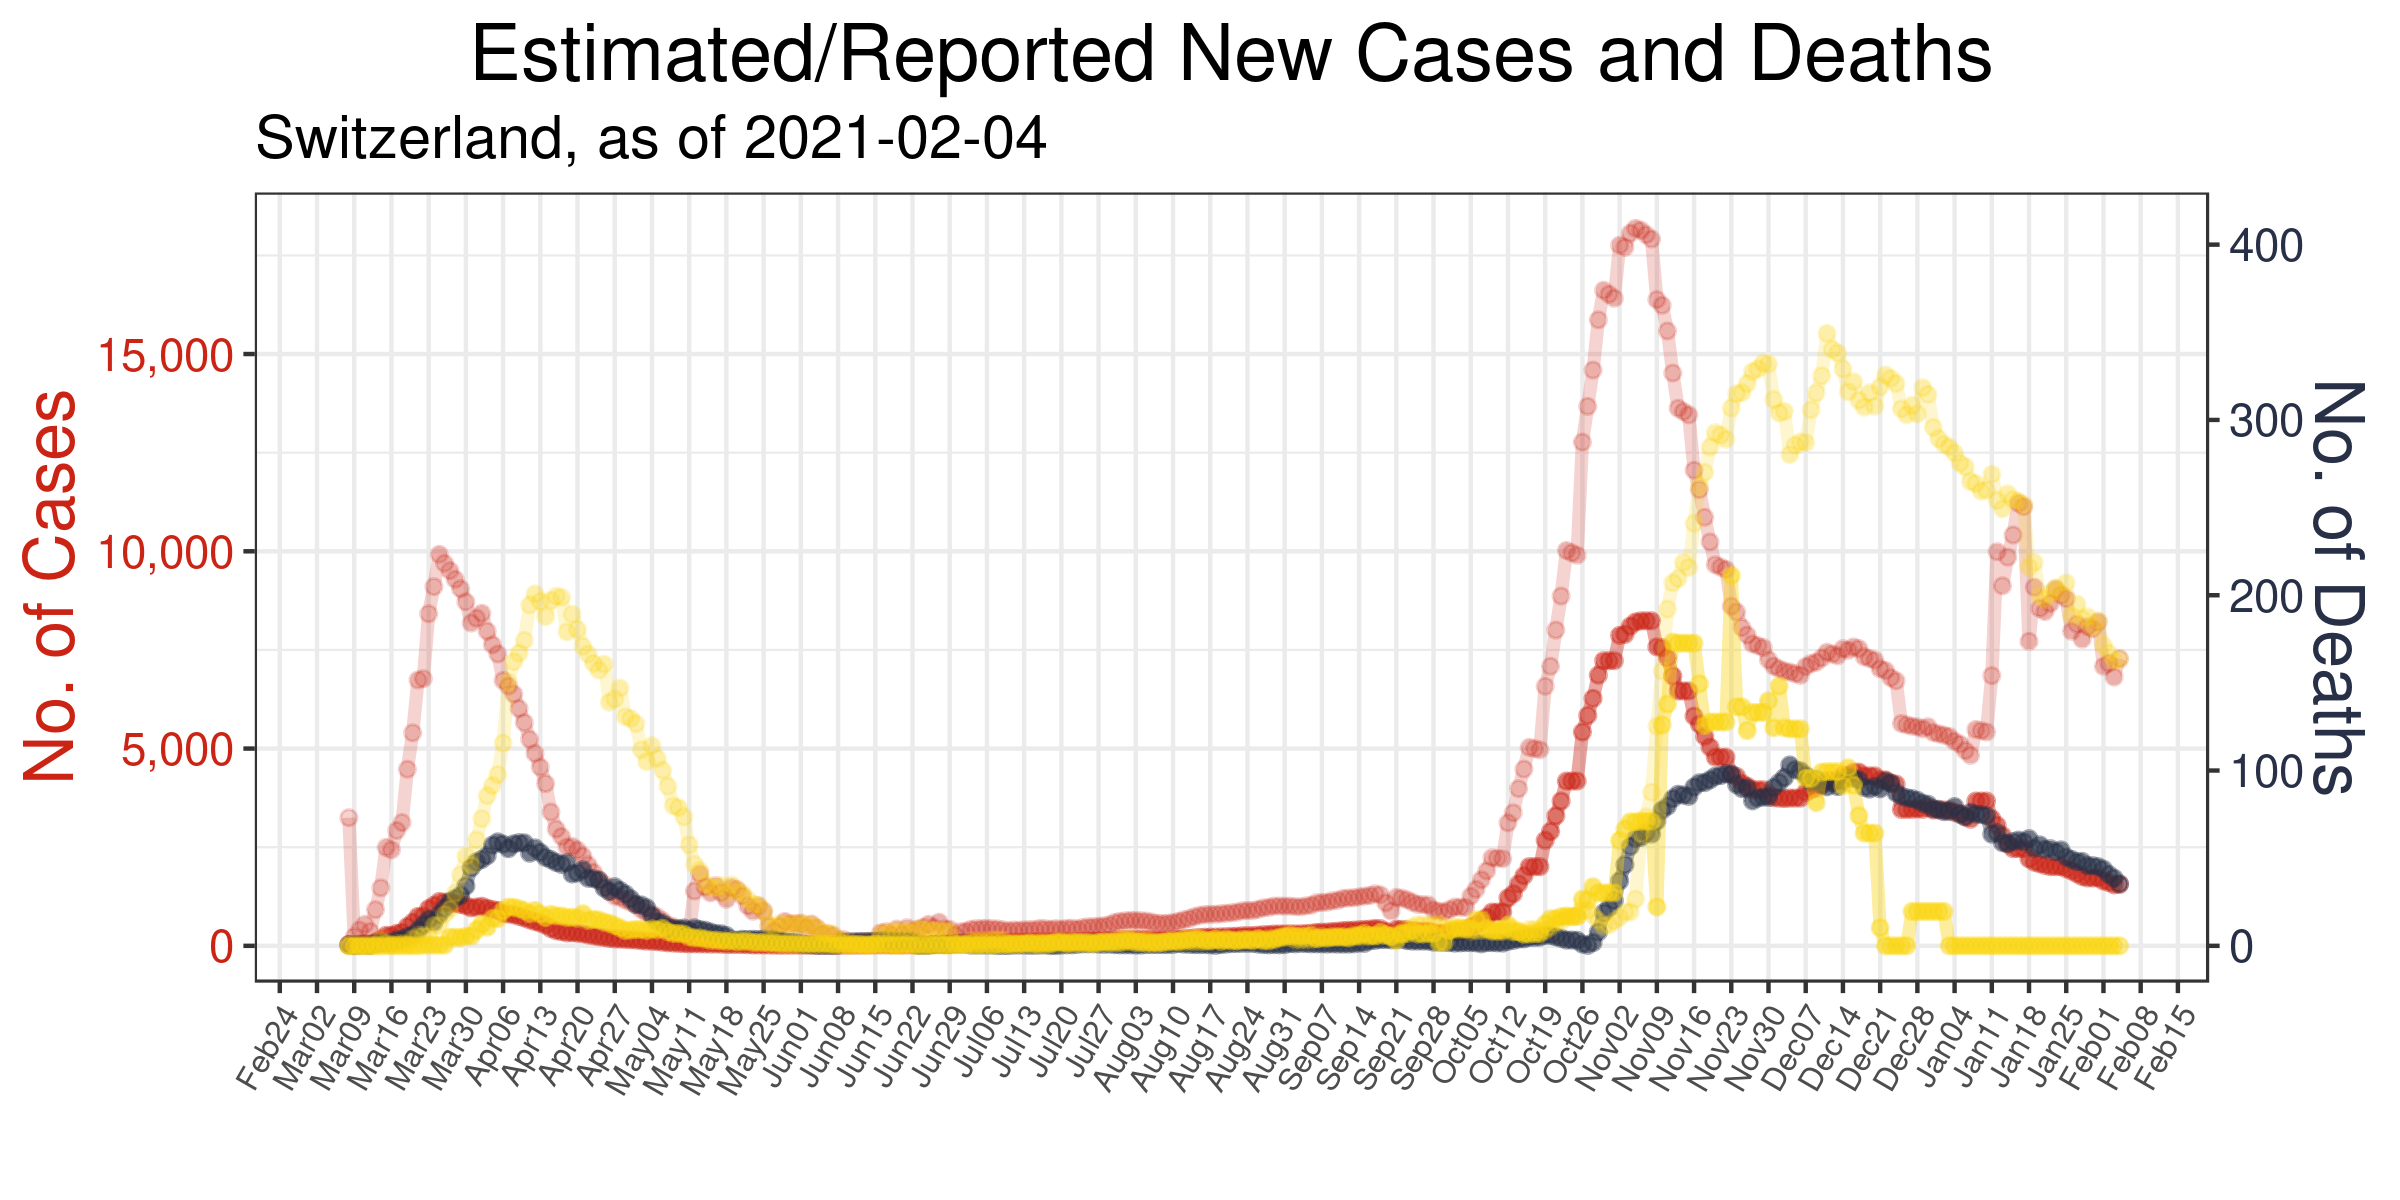 Estimated/Reported New Cases and Deaths
Switzerland, as of 2021-02-04
No. of Cases
15,000
10,000
5,000
0
No. of Deaths
400
300
200
100
0
Feb24 Mar02 Mar09 Mar16 Mar23 Mar30 Apr06 Apr13 Apr20 Apr27 May04 May11 May18 May25 Jun01 Jun08 Jun15 Jun22 Jun29 Jul06 Jul13 Jul20 Jul27 Aug03 Aug10 Aug17 Aug24 Aug31 Sep07 Sep14 Sep21 Sep28 Oct05 Oct12 Oct19 Oct26 Nov02 Nov09 Nov16 Nov23 Nov30 Dec07 Dec14 Dec21 Dec28 Jan04 Jan11 Jan18 Jan25 Feb01 Feb08 Feb15